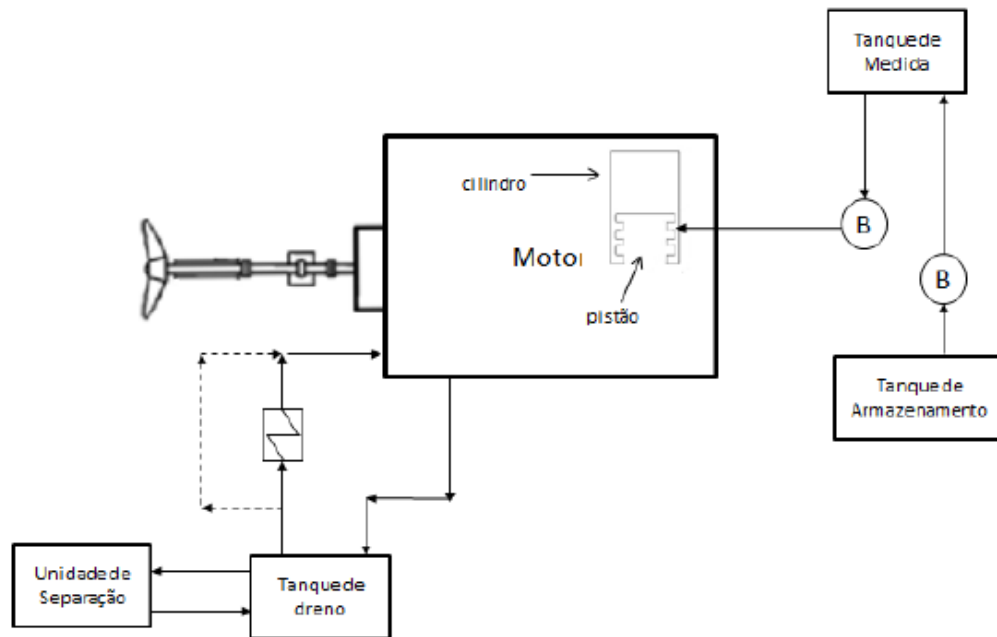 Tanque de
Medida
cilindro
B
Motor
B
pistão
Tanque de
Armazenamento
Unidade de
Separação
Tanque de
dreno